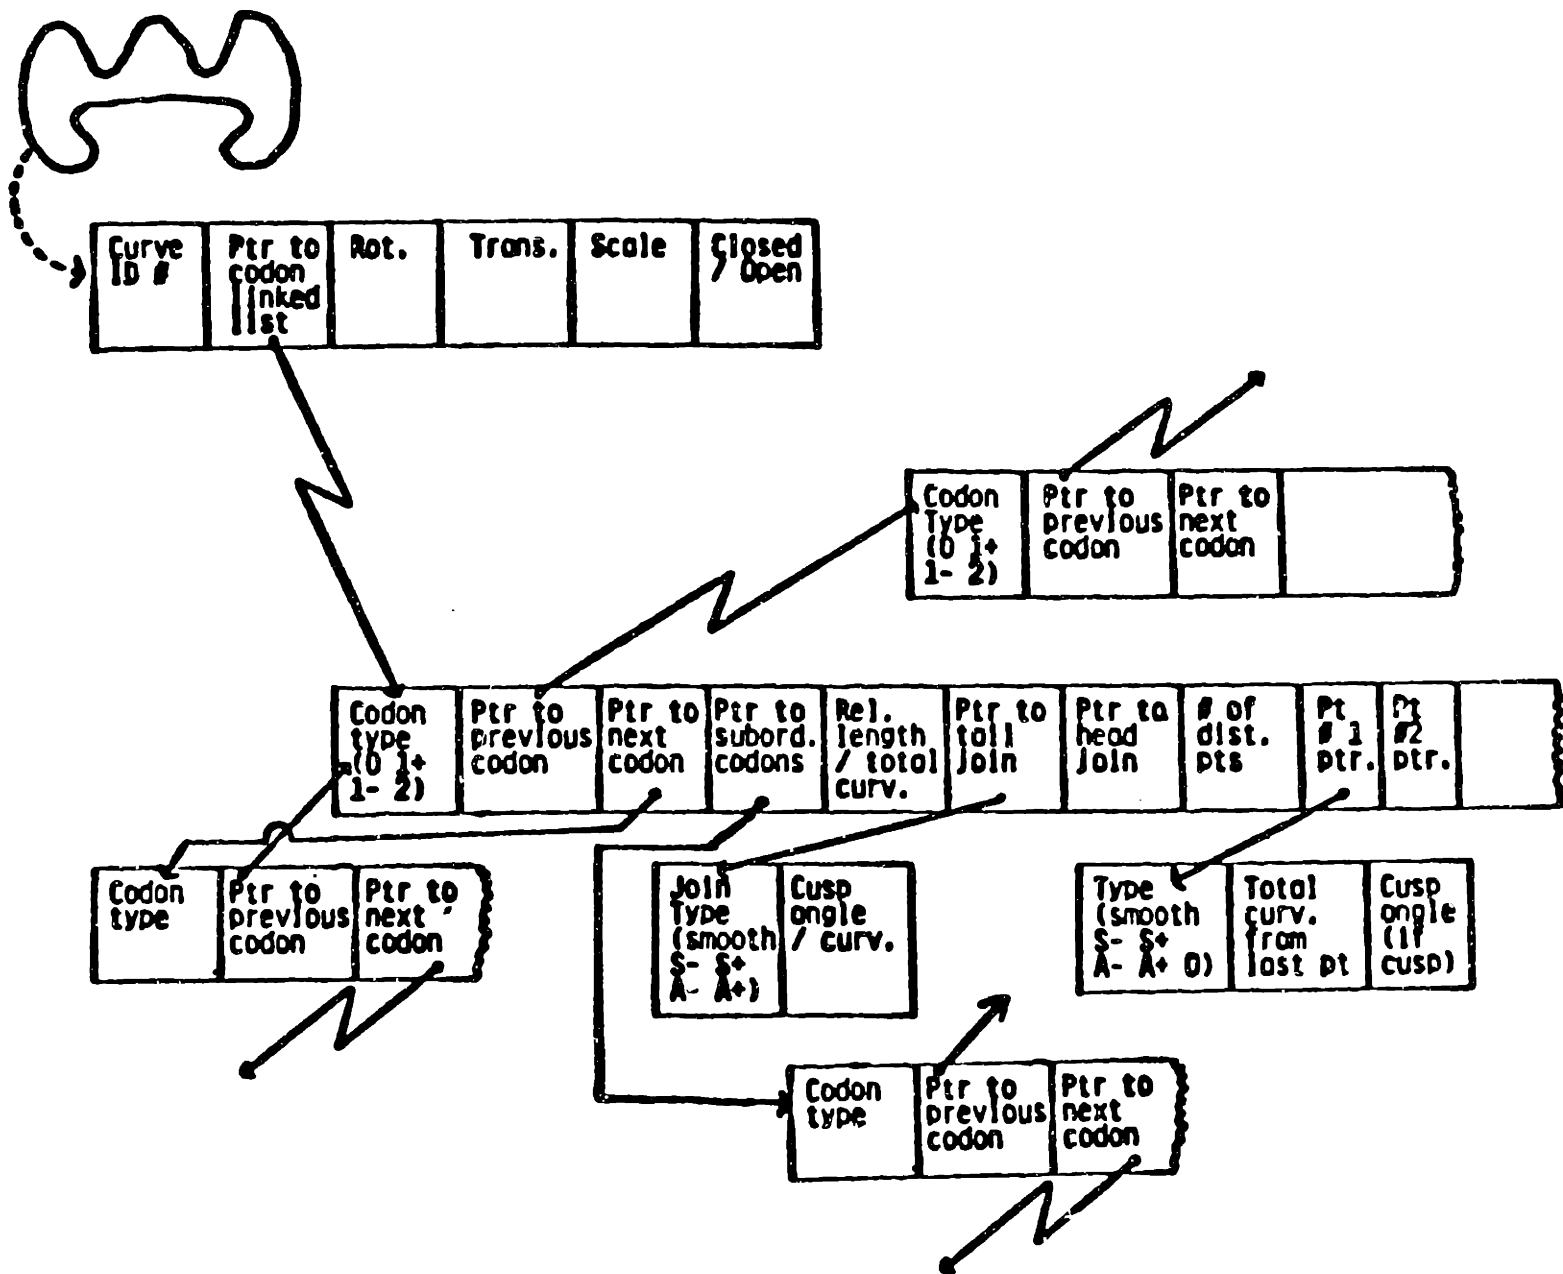 Curve
ID #
Ptr to
codon
linked
list
Rot.
Trans.
Scale
Closed
/ Open
Codon
Type
(0 1+
1- 2)
Ptr to
previous
codon
Ptr to
next
codon
Codon
type
(0 1+
1- 2)
Ptr to
previous
codon
Ptr to
next
codon
Ptr to
subord.
codons
Rel.
length
/ total
curv.
Ptr to
tail
join
Ptr to
head
join
# of
dist.
pts
Pt
# 1
ptr.
Pt
#2
ptr.
Codon
type
Ptr to
previous
codon
Ptr to
next
codon
Join
Type
(smooth
S- S+
A- A+)
Cusp
angle
/ curv.
Type
(smooth
S- S+
A- A+ 0)
Total
curv.
from
last pt
Cusp
angle
(if
cusp)
Codon
type
Ptr to
previous
codon
Ptr to
next
codon